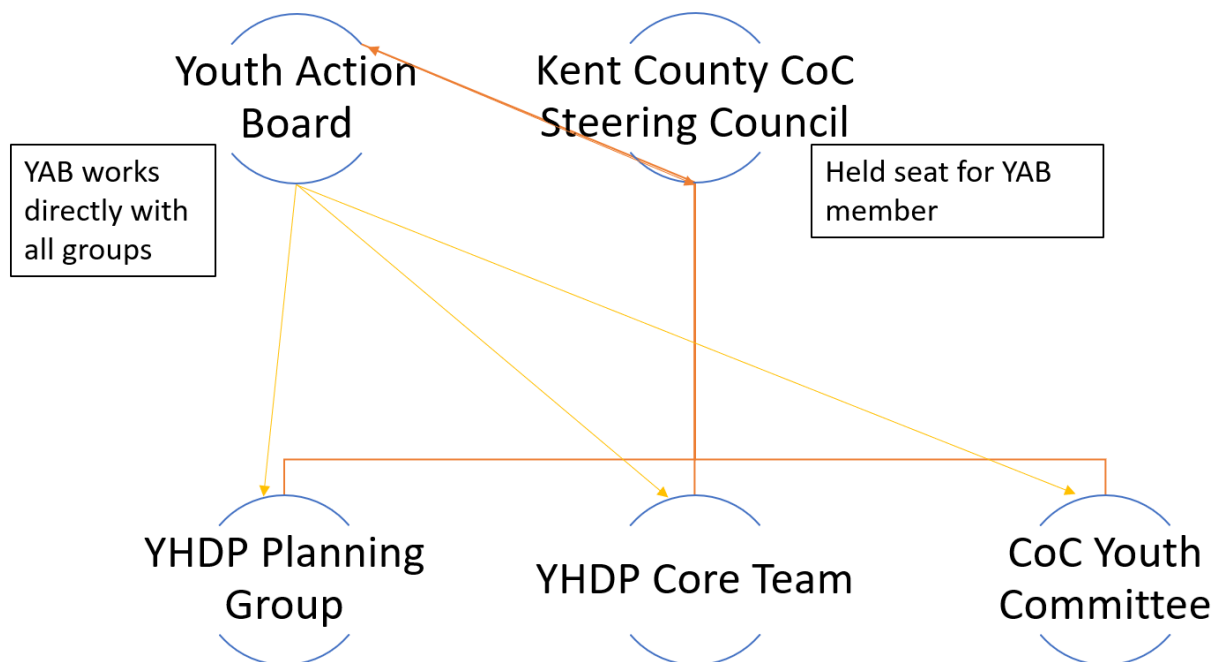 Youth Action
Board
Kent County CoC
Steering Council
YAB works
directly with
all groups
Held seat for YAB
member
YHDP Planning
Group
YHDP Core Team
CoC Youth
Committee